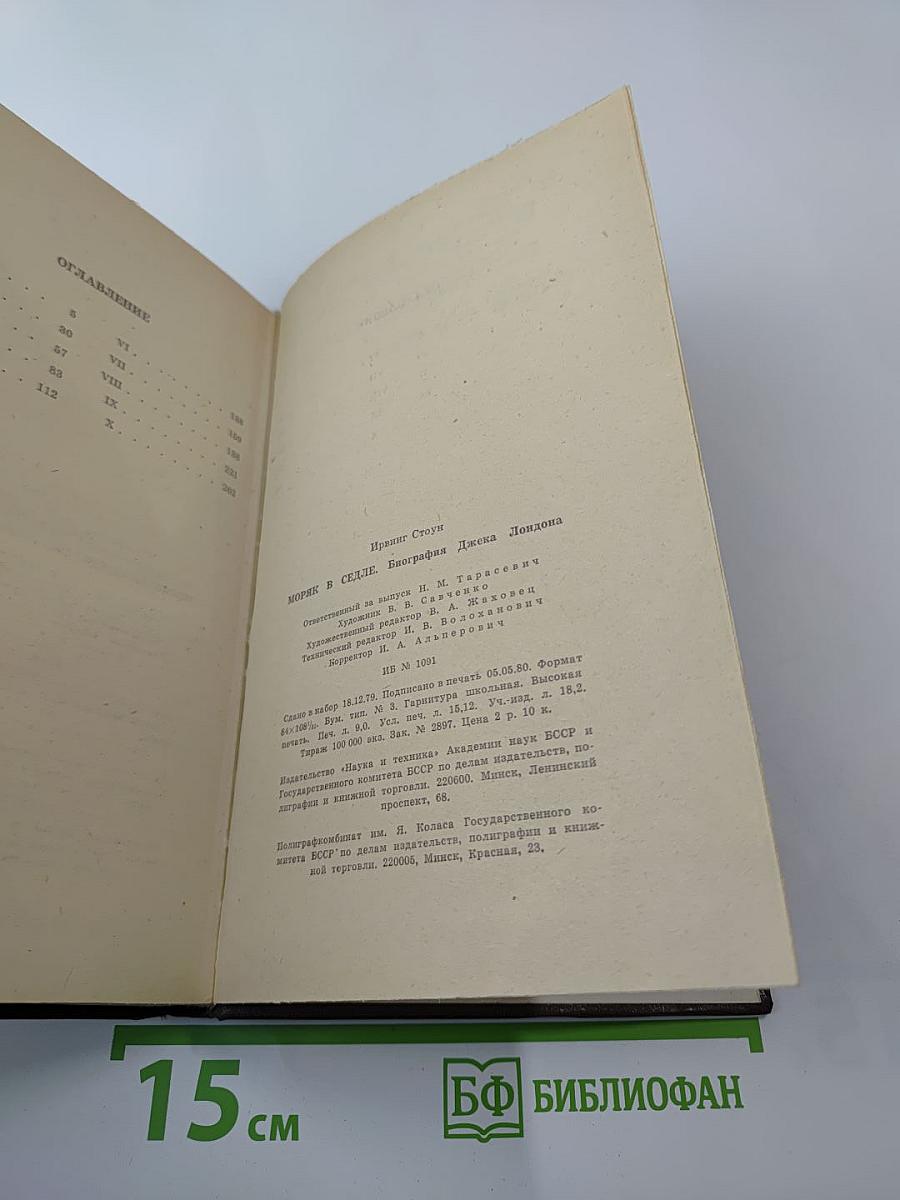 ОГЛАВЛЕНИЕ
5
30
57
83
112
VI
VII
VIII
IX
X
159
188
221
262
Ирвинг Стоун
МОРЯК В СЕДЛЕ. Биография Джека Лондона
Ответственный за выпуск Н. М. Тарасевич
Художник В. В. Савченко
Художественный редактор В. А. Жаховец
Технический редактор И. В. Волоханович
Корректор И. А. Альперович
ИБ № 1091
Сдано в набор 18.12.79. Подписано в печать 05.05.80. Формат
84×108¹/₃₂. Бум. тип. № 3. Гарнитура школьная. Высокая
печать. Печ. л. 9,0. Усл. печ. л. 15,12. Уч.-изд. л. 18,2.
Тираж 100 000 экз. Зак. № 2897. Цена 2 р. 10 к.
Издательство «Наука и техника» Академии наук БССР и
Государственного комитета БССР по делам издательств, по-
лиграфии и книжной торговли. 220600. Минск, Ленинский
проспект, 68.
Полиграфкомбинат им. Я. Коласа Государственного ко-
митета БССР по делам издательств, полиграфии и книж-
ной торговли. 220005, Минск, Красная, 23.
15 см
БФ БИБЛИОФАН